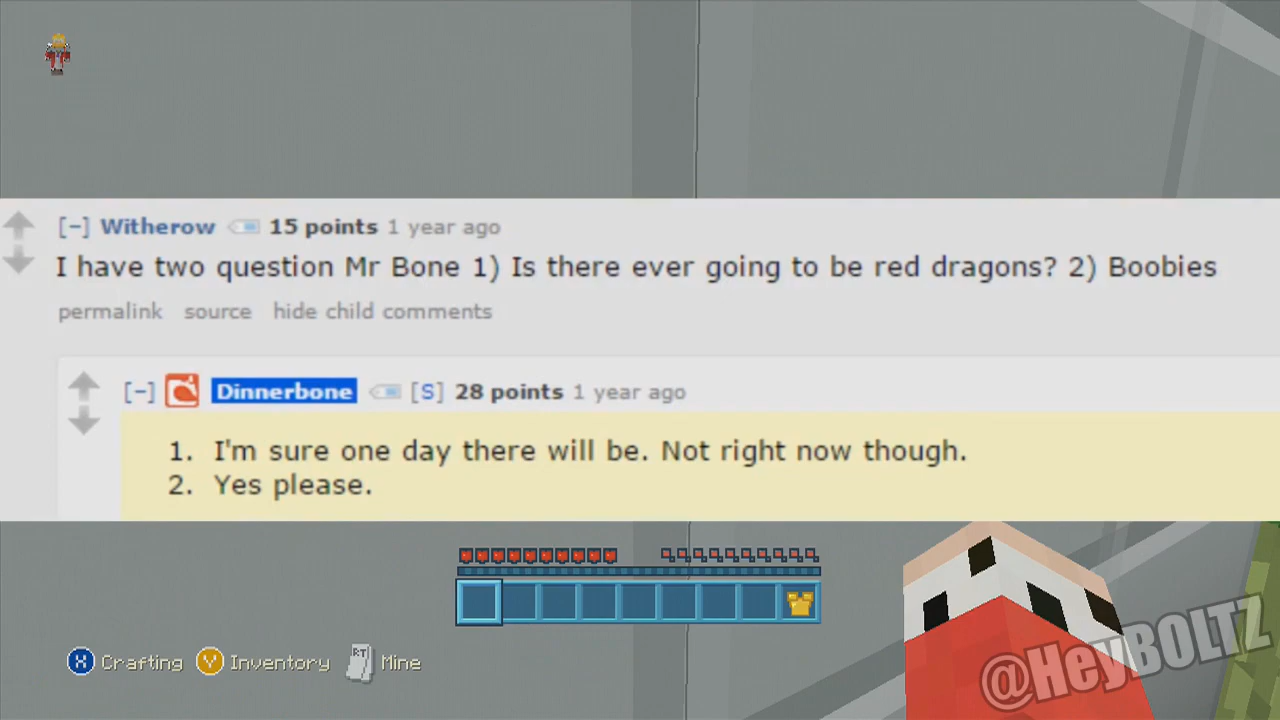 [-] Witherow 15 points 1 year ago
I have two question Mr Bone 1) Is there ever going to be red dragons? 2) Boobies
permalink source hide child comments
[-] Dinnerbone [S] 28 points 1 year ago
1. I'm sure one day there will be. Not right now though.
2. Yes please.
X Crafting Y Inventory RT Mine
@HeyBOLTZ